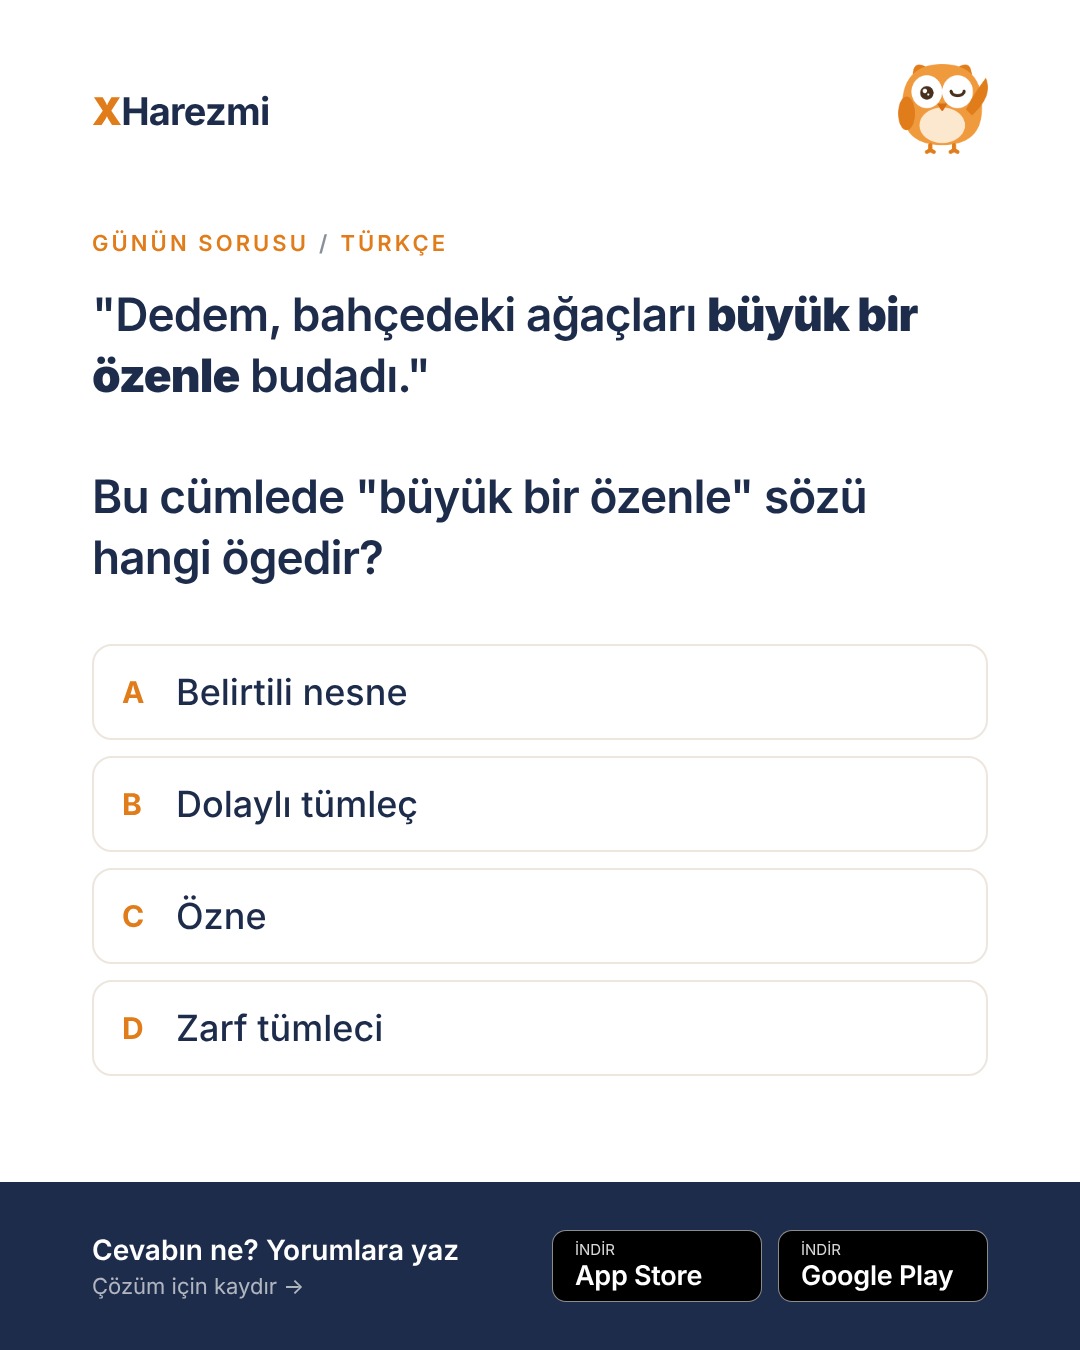 XHarezmi
GÜNÜN SORUSU / TÜRKÇE
"Dedem, bahçedeki ağaçları büyük bir
özenle budadı."
Bu cümlede "büyük bir özenle" sözü
hangi ögedir?
A Belirtili nesne
B Dolaylı tümleç
C Özne
D Zarf tümleci
Cevabın ne? Yorumlara yaz
Çözüm için kaydır →
İNDİR
App Store
İNDİR
Google Play